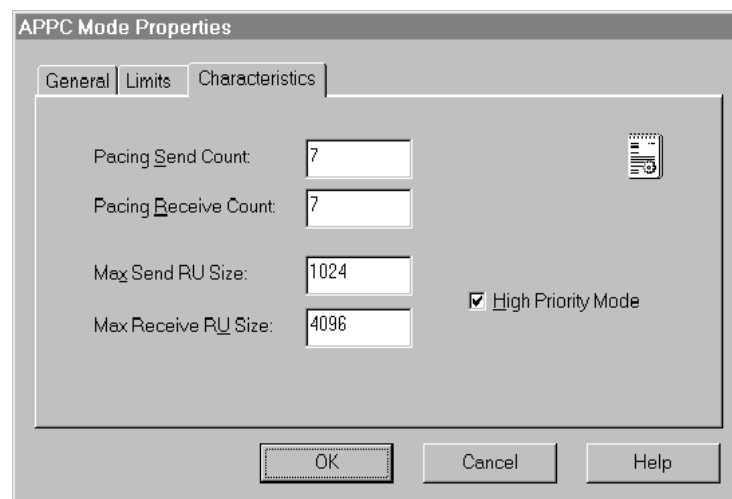 APPC Mode Properties
General Limits Characteristics
Pacing Send Count: 7
Pacing Receive Count: 7
Max Send RU Size: 1024
High Priority Mode
Max Receive RU Size: 4096
OK Cancel Help